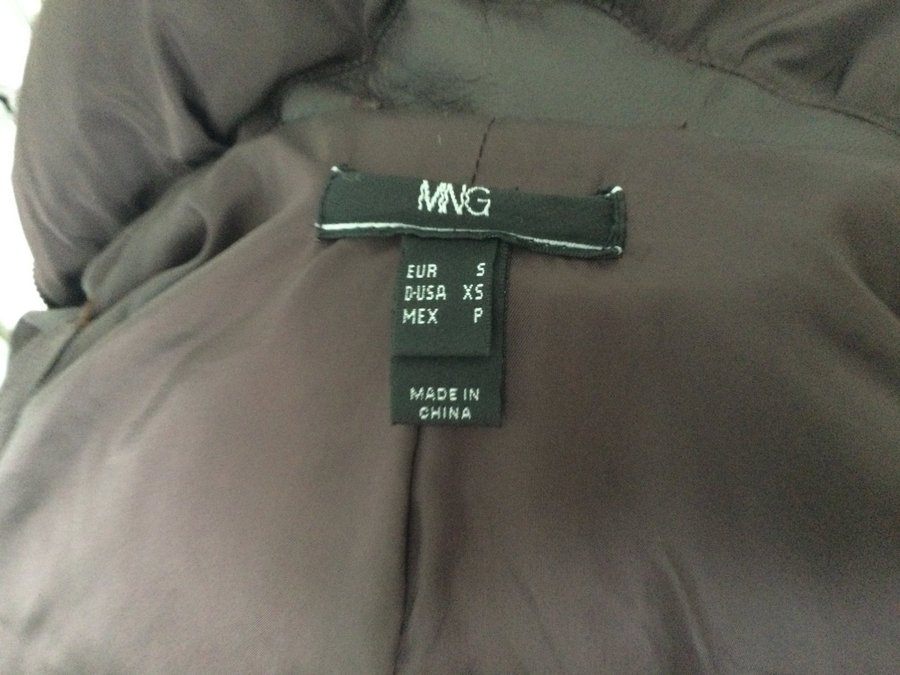 MNG
EUR S
D-USA XS
MEX P
MADE IN
CHINA